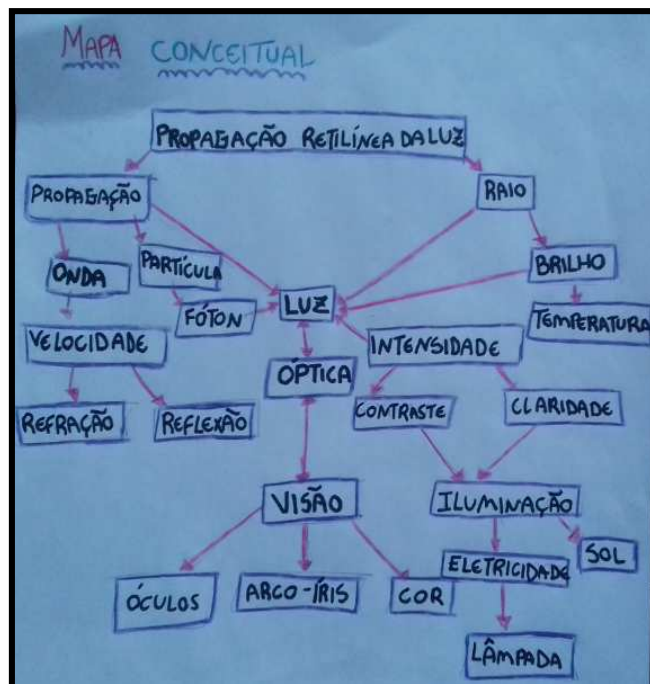 MAPA CONCEITUAL
PROPAGAÇÃO RETILÍNEA DA LUZ
PROPAGAÇÃO
RAIO
ONDA
PARTÍCULA
BRILHO
FÓTON
LUZ
TEMPERATURA
VELOCIDADE
INTENSIDADE
ÓPTICA
REFRAÇÃO
REFLEXÃO
CONTRASTE
CLARIDADE
VISÃO
ILUMINAÇÃO
ELETRICIDADE
SOL
ÓCULOS
ARCO-ÍRIS
COR
LÂMPADA